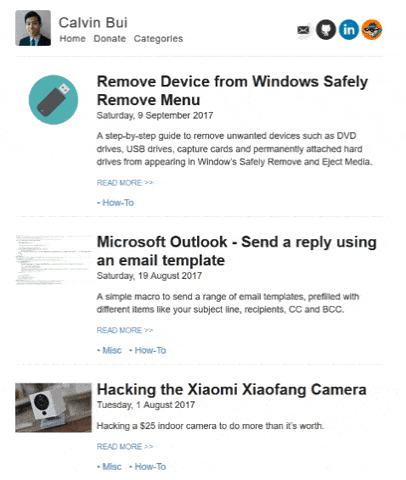 Calvin Bui
Home Donate Categories
Remove Device from Windows Safely
Remove Menu
Saturday, 9 September 2017
A step-by-step guide to remove unwanted devices such as DVD
drives, USB drives, capture cards and permanently attached hard
drives from appearing in Window's Safely Remove and Eject Media.
READ MORE >>
• How-To
Microsoft Outlook - Send a reply using
an email template
Saturday, 19 August 2017
A simple macro to send a range of email templates, prefilled with
different items like your subject line, recipients, CC and BCC.
READ MORE >>
• Misc • How-To
Hacking the Xiaomi Xiaofang Camera
Tuesday, 1 August 2017
Hacking a $25 indoor camera to do more than it's worth.
READ MORE >>
• Misc • How-To